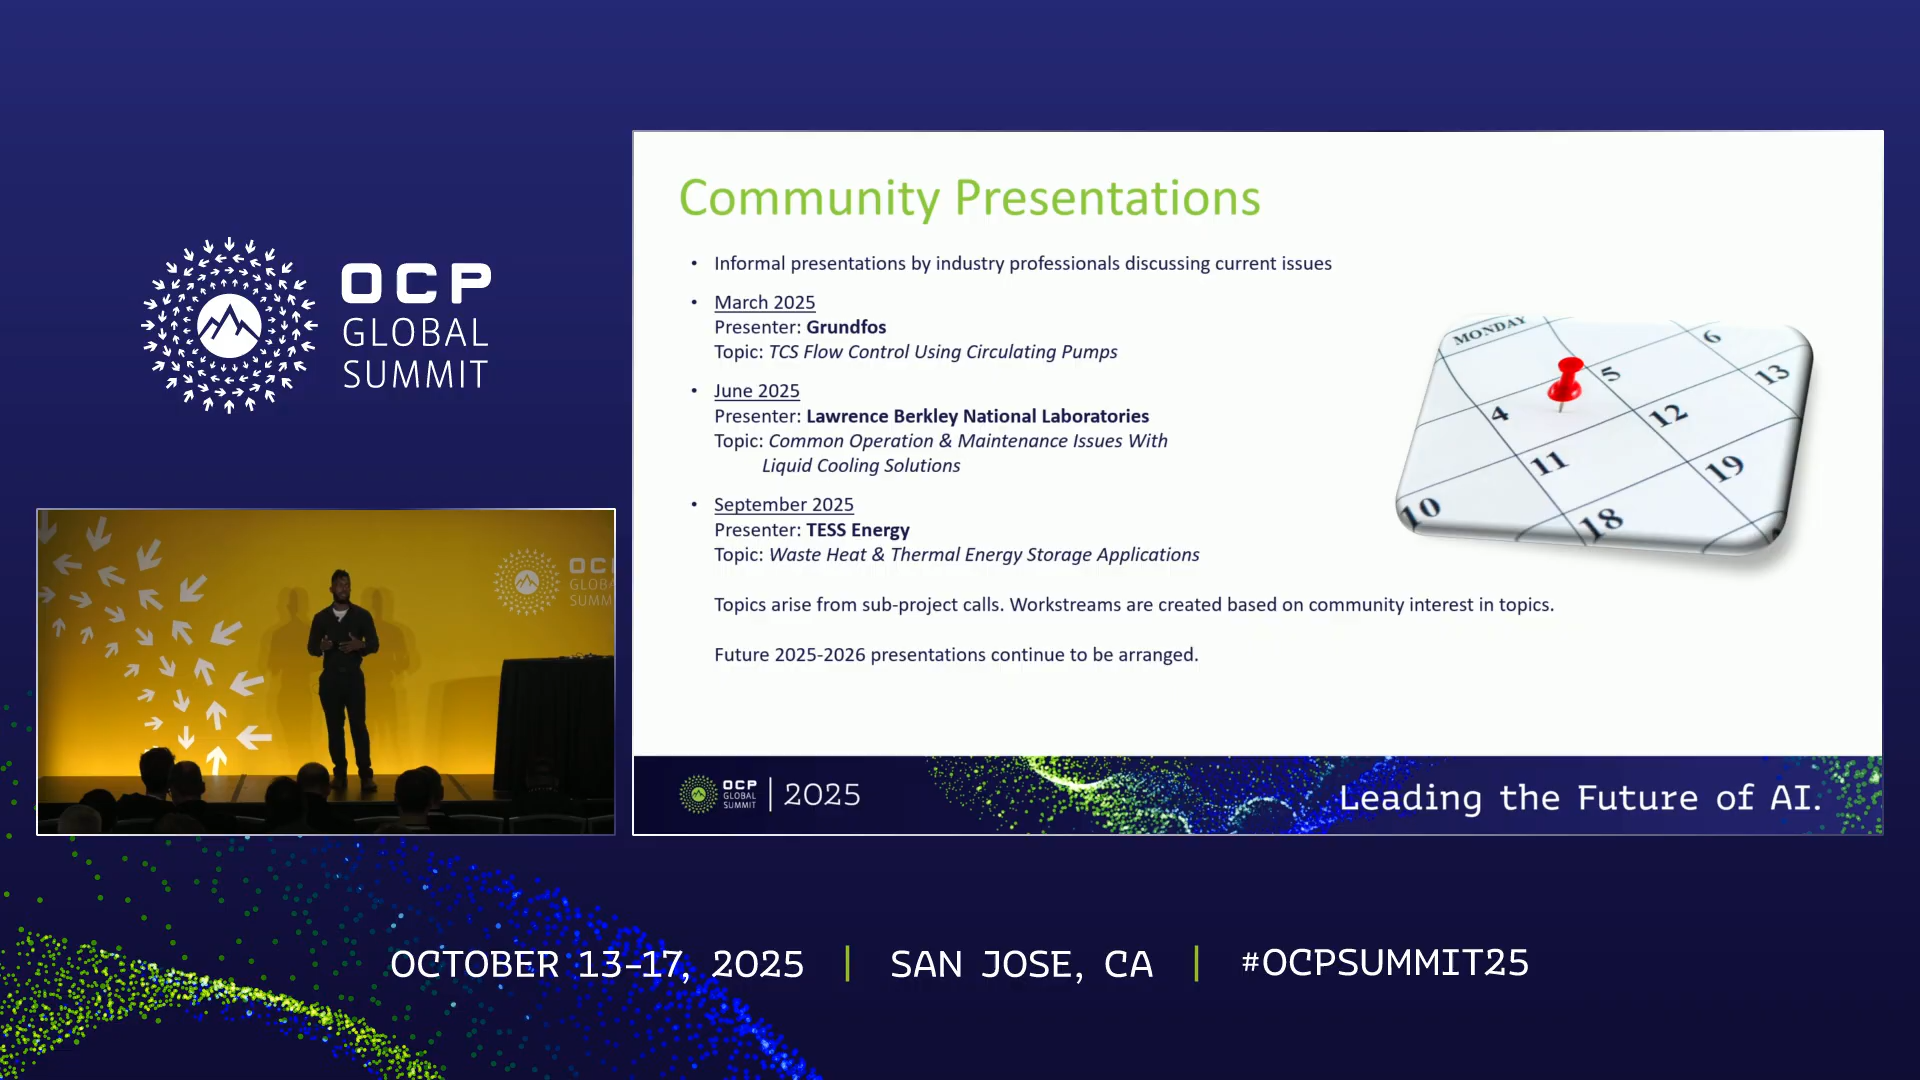 OCP
GLOBAL
SUMMIT
Community Presentations
• Informal presentations by industry professionals discussing current issues
• March 2025
Presenter: Grundfos
Topic: TCS Flow Control Using Circulating Pumps
• June 2025
Presenter: Lawrence Berkley National Laboratories
Topic: Common Operation & Maintenance Issues With
Liquid Cooling Solutions
• September 2025
Presenter: TESS Energy
Topic: Waste Heat & Thermal Energy Storage Applications
Topics arise from sub-project calls. Workstreams are created based on community interest in topics.
Future 2025-2026 presentations continue to be arranged.
MONDAY
6
5
13
4
12
11
19
10
18
OCP
GLOBAL
SUMMIT
2025
Leading the Future of AI.
OC
GLOBA
SUMM
OCTOBER 13-17, 2025 | SAN JOSE, CA | #OCPSUMMIT25